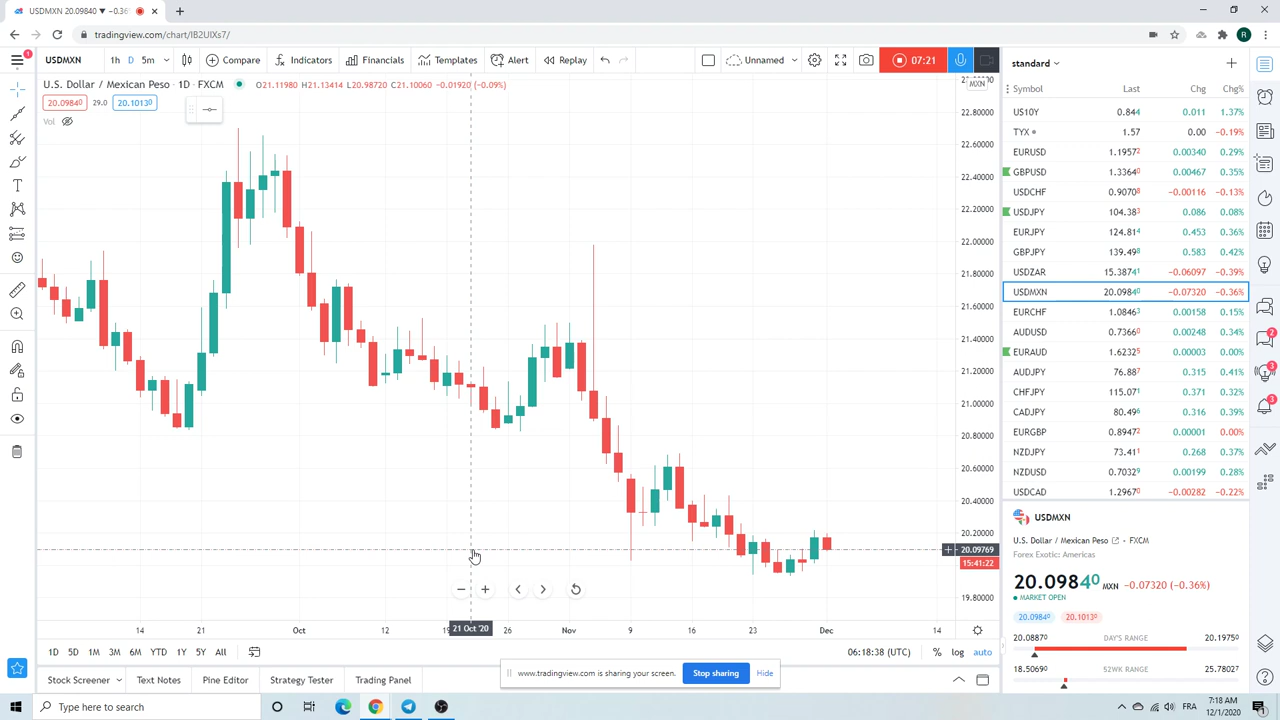 USDMXN 20.09840 ▼ −0.36
tradingview.com/chart/IB2UIXs7/
R
1
USDMXN 1h D 5m Compare Indicators Financials Templates Alert Replay Unnamed 07:21
U.S. Dollar / Mexican Peso · 1D · FXCM H21.13414 L20.98720 C21.10060 −0.01920 (−0.09%)
20.09840 29.0 20.10130
Vol
MXN
22.80000
22.60000
22.40000
22.20000
22.00000
21.80000
21.60000
21.40000
21.20000
21.00000
20.80000
20.60000
20.40000
20.20000
20.09769
15:41:22
19.80000
14 21 Oct 12 21 Oct '20 26 Nov 9 16 23 Dec 14
1D 5D 1M 3M 6M YTD 1Y 5Y All 06:18:38 (UTC) % log auto
Stock Screener Text Notes Pine Editor Strategy Tester Trading Panel
www.tradingview.com is sharing your screen. Stop sharing Hide
standard
Symbol Last Chg Chg%
US10Y 0.844 0.011 1.37%
TYX 1.57 0.00 −0.19%
EURUSD 1.19572 0.00340 0.29%
GBPUSD 1.33640 0.00467 0.35%
USDCHF 0.90708 −0.00116 −0.13%
USDJPY 104.383 0.086 0.08%
EURJPY 124.814 0.453 0.36%
GBPJPY 139.498 0.583 0.42%
USDZAR 15.38741 −0.06097 −0.39%
USDMXN 20.09840 −0.07320 −0.36%
EURCHF 1.08463 0.00158 0.15%
AUDUSD 0.73660 0.00248 0.34%
EURAUD 1.62325 0.00003 0.00%
AUDJPY 76.887 0.315 0.41%
CHFJPY 115.071 0.371 0.32%
CADJPY 80.496 0.316 0.39%
EURGBP 0.89472 0.00001 0.00%
NZDJPY 73.411 0.268 0.37%
NZDUSD 0.70329 0.00199 0.28%
USDCAD 1.29670 −0.00282 −0.22%
USDMXN
U.S. Dollar / Mexican Peso FXCM
Forex Exotic: Americas
20.09840 MXN −0.07320 (−0.36%)
MARKET OPEN
20.09840 20.10130
20.08870 DAY'S RANGE 20.19750
18.50690 52WK RANGE 25.78027
2
3
3
Type here to search
FRA
7:18 AM
12/1/2020
1